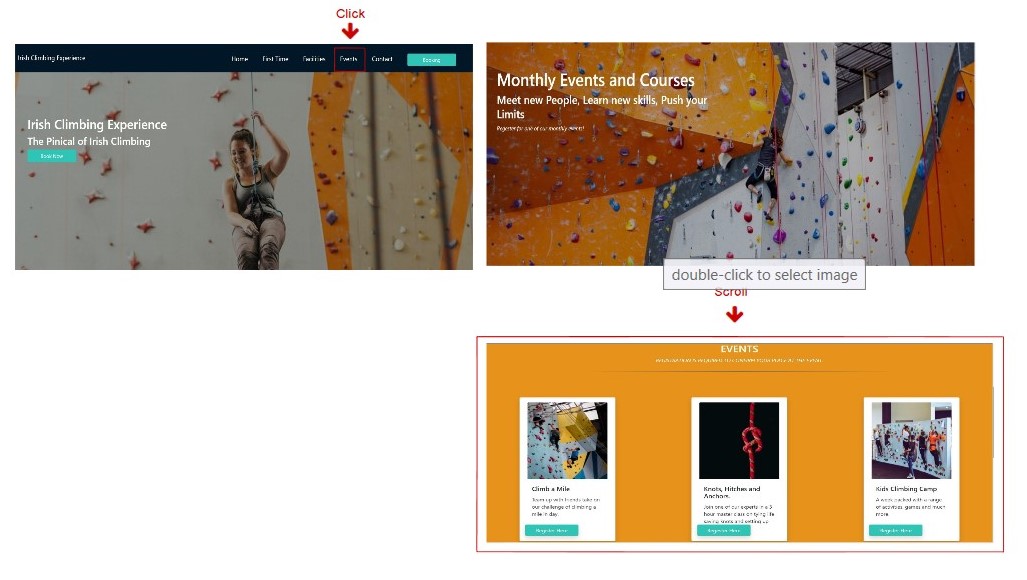 Click
Irish Climbing Experience
Home First Time Facilities Events Contact Booking
Irish Climbing Experience
The Pinical of Irish Climbing
Book Now
Monthly Events and Courses
Meet new People, Learn new skills, Push your
Limits
Register for one of our monthly events!
double-click to select image
Scroll
EVENTS
Climb a Mile
Team up with friends take on
our challenge of climbing a
mile in day.
Register Here
Knots, Hitches and
Anchors.
Join one of our experts in a 3
hour master class on tying life
saving knots and setting up
Register Here
Kids Climbing Camp
A week packed with a range
of activities, games and much
more
Register Here